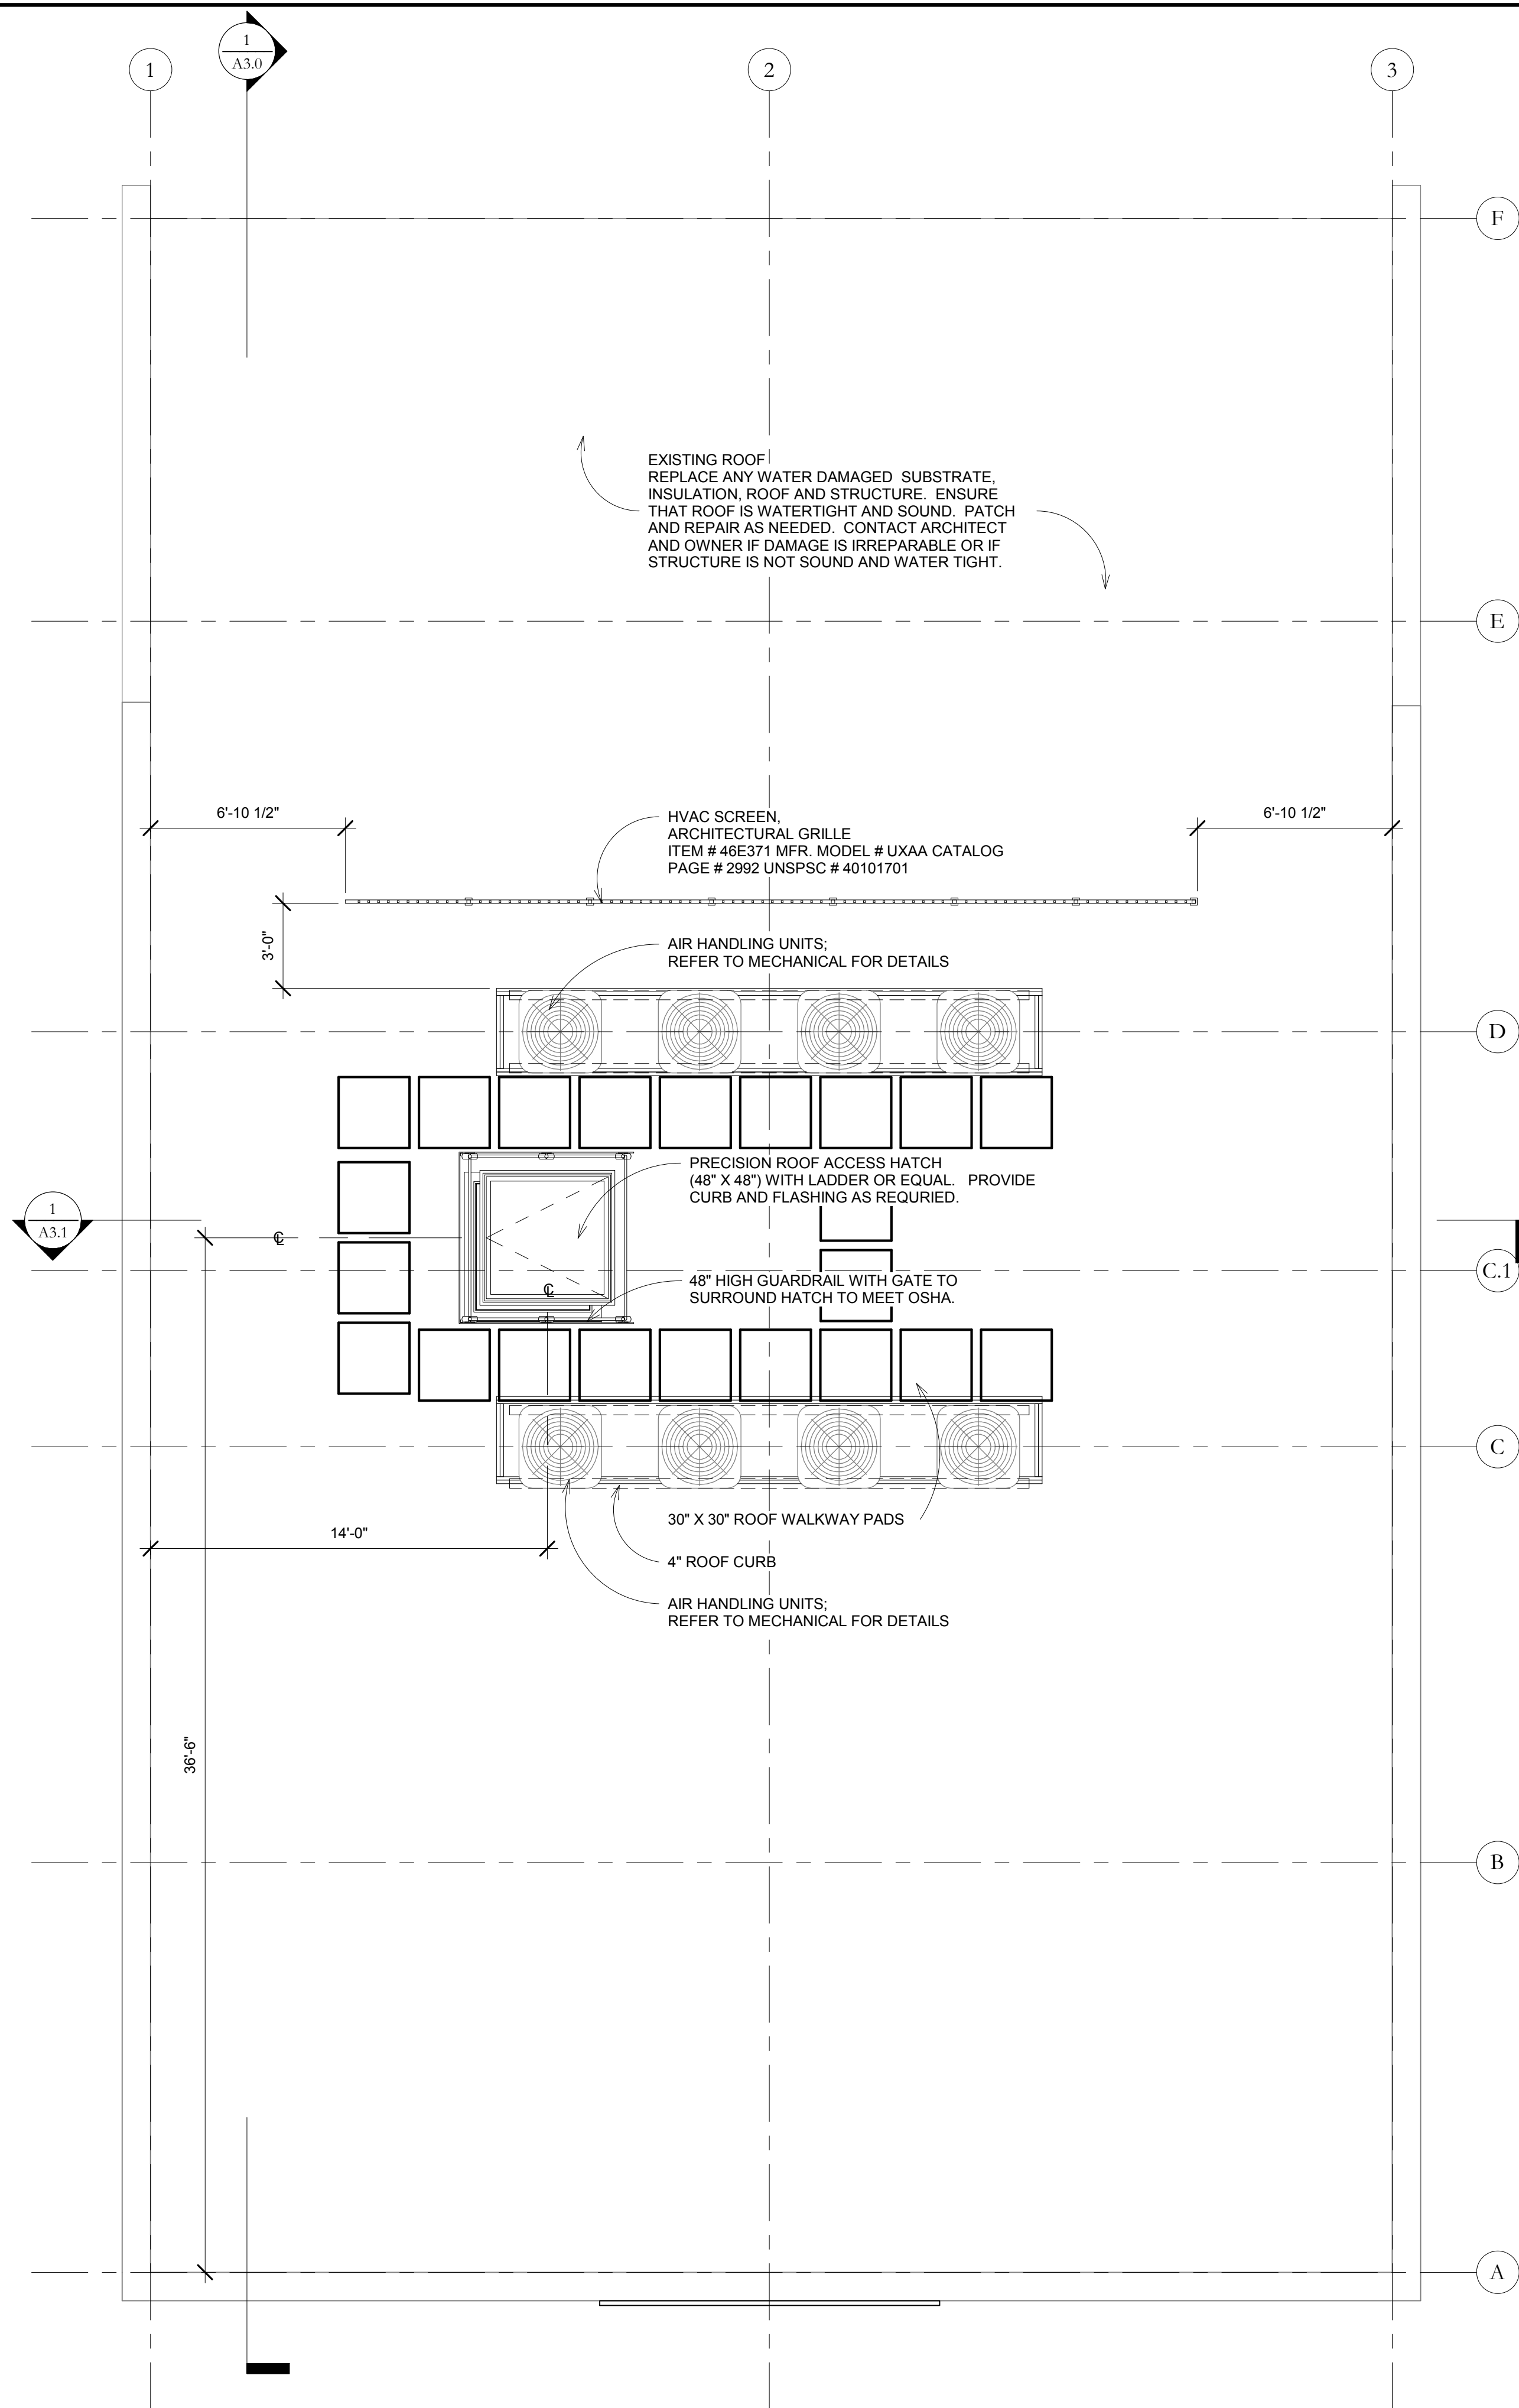 1
A3.0
1
2
3
F
EXISTING ROOF
REPLACE ANY WATER DAMAGED SUBSTRATE,
INSULATION, ROOF AND STRUCTURE. ENSURE
THAT ROOF IS WATERTIGHT AND SOUND. PATCH
AND REPAIR AS NEEDED. CONTACT ARCHITECT
AND OWNER IF DAMAGE IS IRREPARABLE OR IF
STRUCTURE IS NOT SOUND AND WATER TIGHT.
E
6'-10 1/2"
HVAC SCREEN,
ARCHITECTURAL GRILLE
ITEM # 46E371 MFR. MODEL # UXAA CATALOG
PAGE # 2992 UNSPSC # 40101701
6'-10 1/2"
3'-0"
AIR HANDLING UNITS;
REFER TO MECHANICAL FOR DETAILS
D
PRECISION ROOF ACCESS HATCH
(48" X 48") WITH LADDER OR EQUAL. PROVIDE
CURB AND FLASHING AS REQURIED.
1
A3.1
℄
C.1
48" HIGH GUARDRAIL WITH GATE TO
SURROUND HATCH TO MEET OSHA.
℄
C
30" X 30" ROOF WALKWAY PADS
14'-0"
4" ROOF CURB
AIR HANDLING UNITS;
REFER TO MECHANICAL FOR DETAILS
36'-6"
B
A